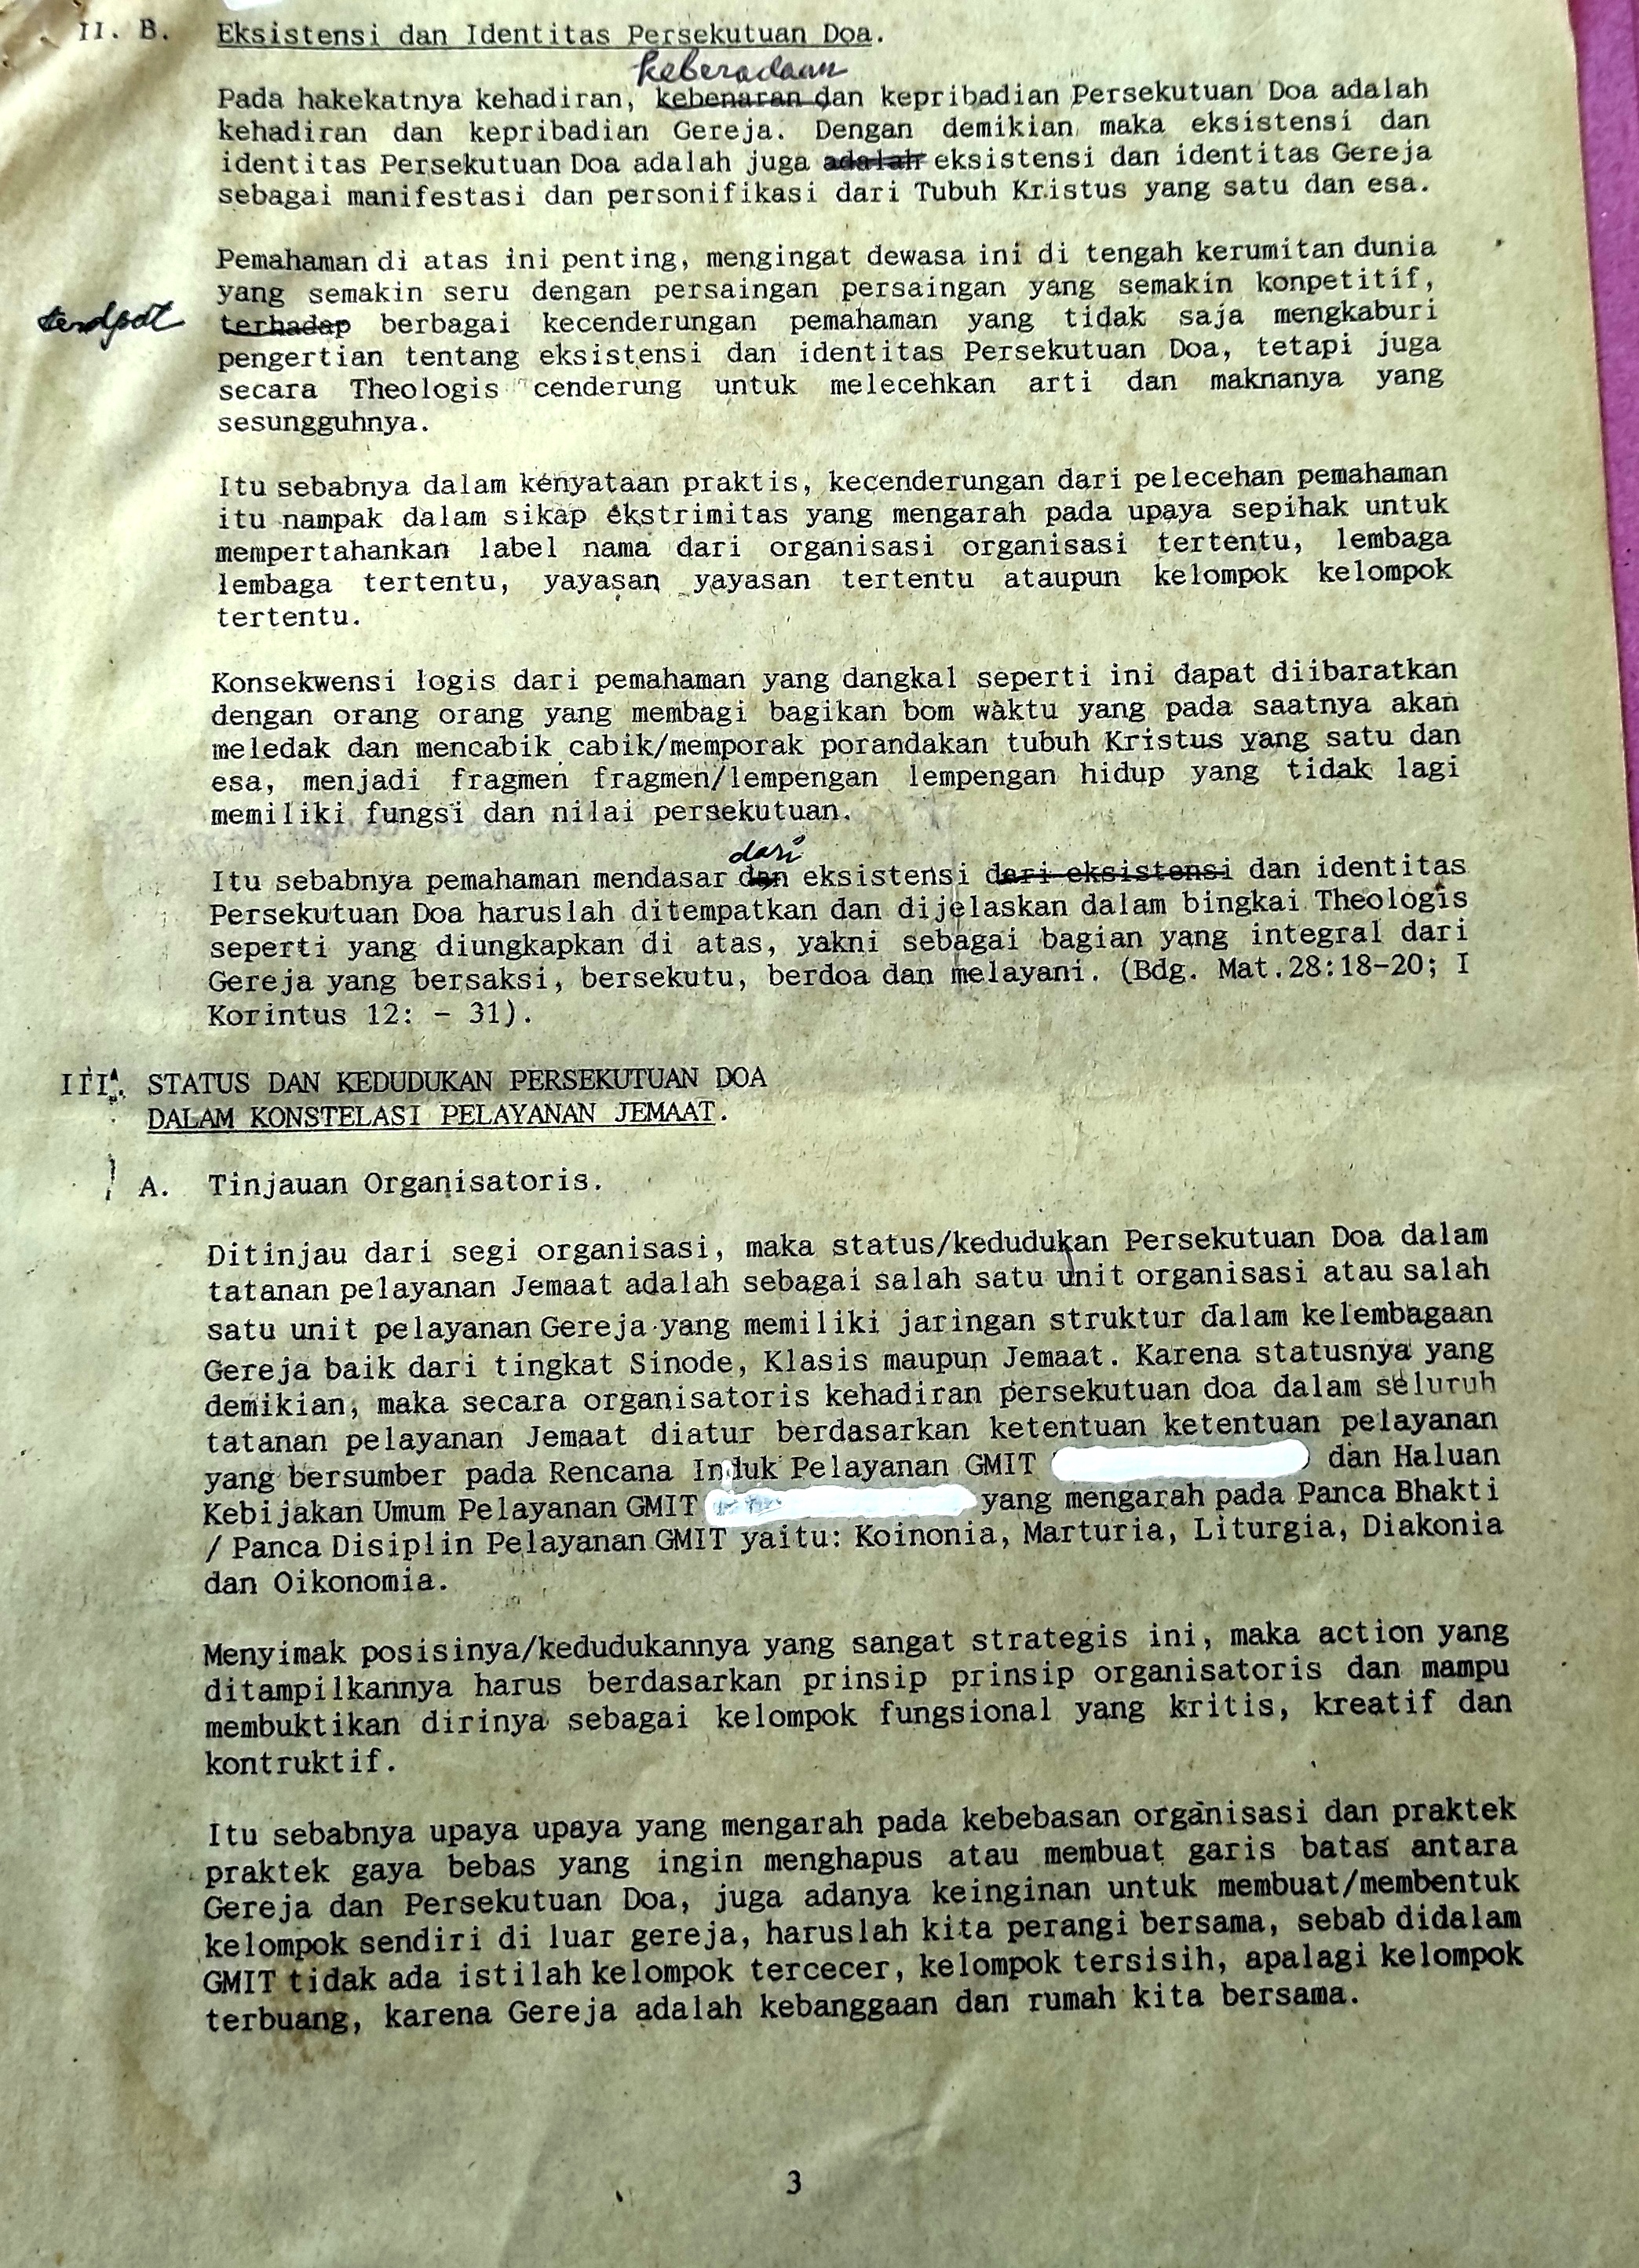 II. B. Eksistensi dan Identitas Persekutuan Doa.
keberadaan
Pada hakekatnya kehadiran, kebenaran dan kepribadian Persekutuan Doa adalah
kehadiran dan kepribadian Gereja. Dengan demikian maka eksistensi dan
identitas Persekutuan Doa adalah juga adalah eksistensi dan identitas Gereja
sebagai manifestasi dan personifikasi dari Tubuh Kristus yang satu dan esa.
Pemahaman di atas ini penting, mengingat dewasa ini di tengah kerumitan dunia
yang semakin seru dengan persaingan persaingan yang semakin konpetitif,
terdpat terhadap berbagai kecenderungan pemahaman yang tidak saja mengkaburi
pengertian tentang eksistensi dan identitas Persekutuan Doa, tetapi juga
secara Theologis cenderung untuk melecehkan arti dan maknanya yang
sesungguhnya.
Itu sebabnya dalam kenyataan praktis, kecenderungan dari pelecehan pemahaman
itu nampak dalam sikap ekstrimitas yang mengarah pada upaya sepihak untuk
mempertahankan label nama dari organisasi organisasi tertentu, lembaga
lembaga tertentu, yayasan yayasan tertentu ataupun kelompok kelompok
tertentu.
Konsekwensi logis dari pemahaman yang dangkal seperti ini dapat diibaratkan
dengan orang orang yang membagi bagikan bom waktu yang pada saatnya akan
meledak dan mencabik cabik/memporak porandakan tubuh Kristus yang satu dan
esa, menjadi fragmen fragmen/lempengan lempengan hidup yang tidak lagi
memiliki fungsi dan nilai persekutuan.
dari
Itu sebabnya pemahaman mendasar dan eksistensi dari eksistensi dan identitas
Persekutuan Doa haruslah ditempatkan dan dijelaskan dalam bingkai Theologis
seperti yang diungkapkan di atas, yakni sebagai bagian yang integral dari
Gereja yang bersaksi, bersekutu, berdoa dan melayani. (Bdg. Mat.28:18-20; I
Korintus 12: - 31).
III. STATUS DAN KEDUDUKAN PERSEKUTUAN DOA
DALAM KONSTELASI PELAYANAN JEMAAT.
A. Tinjauan Organisatoris.
Ditinjau dari segi organisasi, maka status/kedudukan Persekutuan Doa dalam
tatanan pelayanan Jemaat adalah sebagai salah satu unit organisasi atau salah
satu unit pelayanan Gereja yang memiliki jaringan struktur dalam kelembagaan
Gereja baik dari tingkat Sinode, Klasis maupun Jemaat. Karena statusnya yang
demikian, maka secara organisatoris kehadiran persekutuan doa dalam seluruh
tatanan pelayanan Jemaat diatur berdasarkan ketentuan ketentuan pelayanan
yang bersumber pada Rencana Induk Pelayanan GMIT dan Haluan
Kebijakan Umum Pelayanan GMIT yang mengarah pada Panca Bhakti
/ Panca Disiplin Pelayanan GMIT yaitu: Koinonia, Marturia, Liturgia, Diakonia
dan Oikonomia.
Menyimak posisinya/kedudukannya yang sangat strategis ini, maka action yang
ditampilkannya harus berdasarkan prinsip prinsip organisatoris dan mampu
membuktikan dirinya sebagai kelompok fungsional yang kritis, kreatif dan
kontruktif.
Itu sebabnya upaya upaya yang mengarah pada kebebasan organisasi dan praktek
praktek gaya bebas yang ingin menghapus atau membuat garis batas antara
Gereja dan Persekutuan Doa, juga adanya keinginan untuk membuat/membentuk
kelompok sendiri di luar gereja, haruslah kita perangi bersama, sebab didalam
GMIT tidak ada istilah kelompok tercecer, kelompok tersisih, apalagi kelompok
terbuang, karena Gereja adalah kebanggaan dan rumah kita bersama.
3